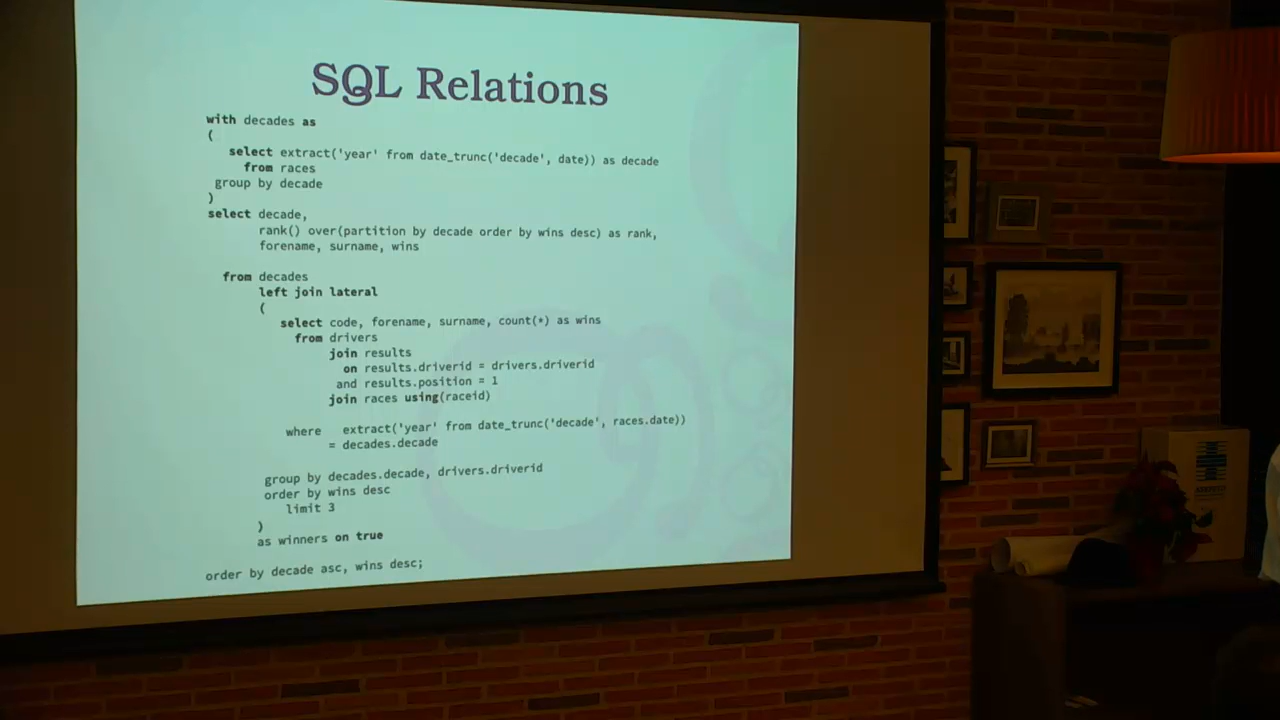 SQL Relations
with decades as
(
select extract('year' from date_trunc('decade', date)) as decade
from races
group by decade
)
select decade,
rank() over(partition by decade order by wins desc) as rank,
forename, surname, wins
from decades
left join lateral
(
select code, forename, surname, count(*) as wins
from drivers
join results
on results.driverid = drivers.driverid
and results.position = 1
join races using(raceid)
where extract('year' from date_trunc('decade', races.date))
= decades.decade
group by decades.decade, drivers.driverid
order by wins desc
limit 3
)
as winners on true
order by decade asc, wins desc;